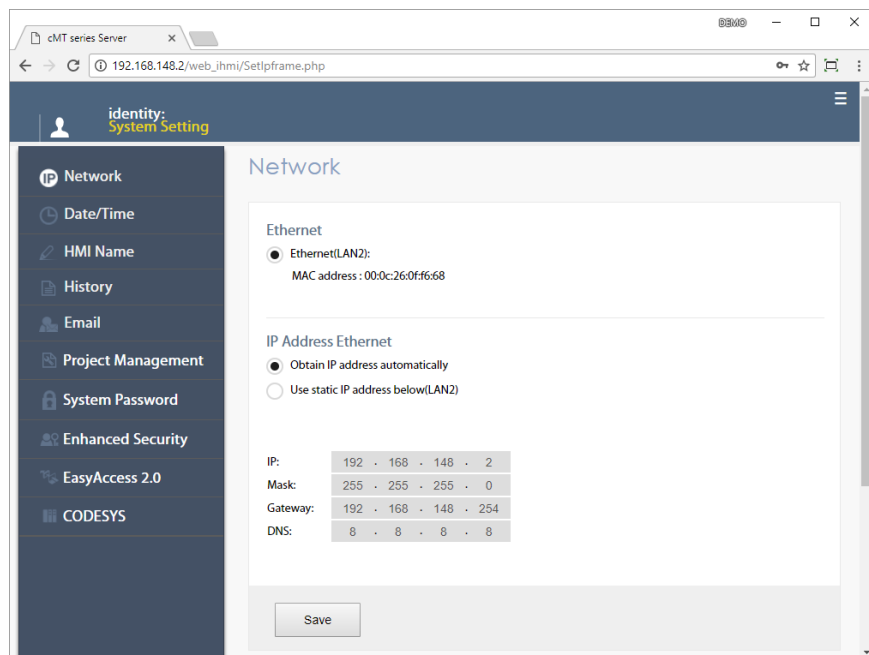 DEMO
cMT series Server
192.168.148.2/web_ihmi/SetIpframe.php
identity:
System Setting
IP Network
Date/Time
HMI Name
History
Email
Project Management
System Password
Enhanced Security
EasyAccess 2.0
CODESYS
Network
Ethernet
Ethernet(LAN2):
MAC address : 00:0c:26:0f:f6:68
IP Address Ethernet
Obtain IP address automatically
Use static IP address below(LAN2)
IP: 192 . 168 . 148 . 2
Mask: 255 . 255 . 255 . 0
Gateway: 192 . 168 . 148 . 254
DNS: 8 . 8 . 8 . 8
Save